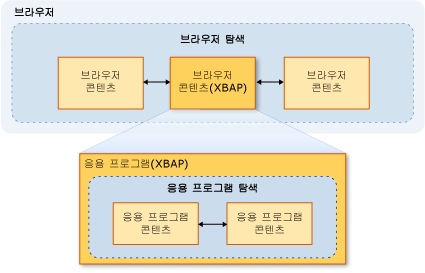 브라우저
브라우저 탐색
브라우저
콘텐츠
브라우저
콘텐츠(XBAP)
브라우저
콘텐츠
응용 프로그램(XBAP)
응용 프로그램 탐색
응용 프로그램
콘텐츠
응용 프로그램
콘텐츠